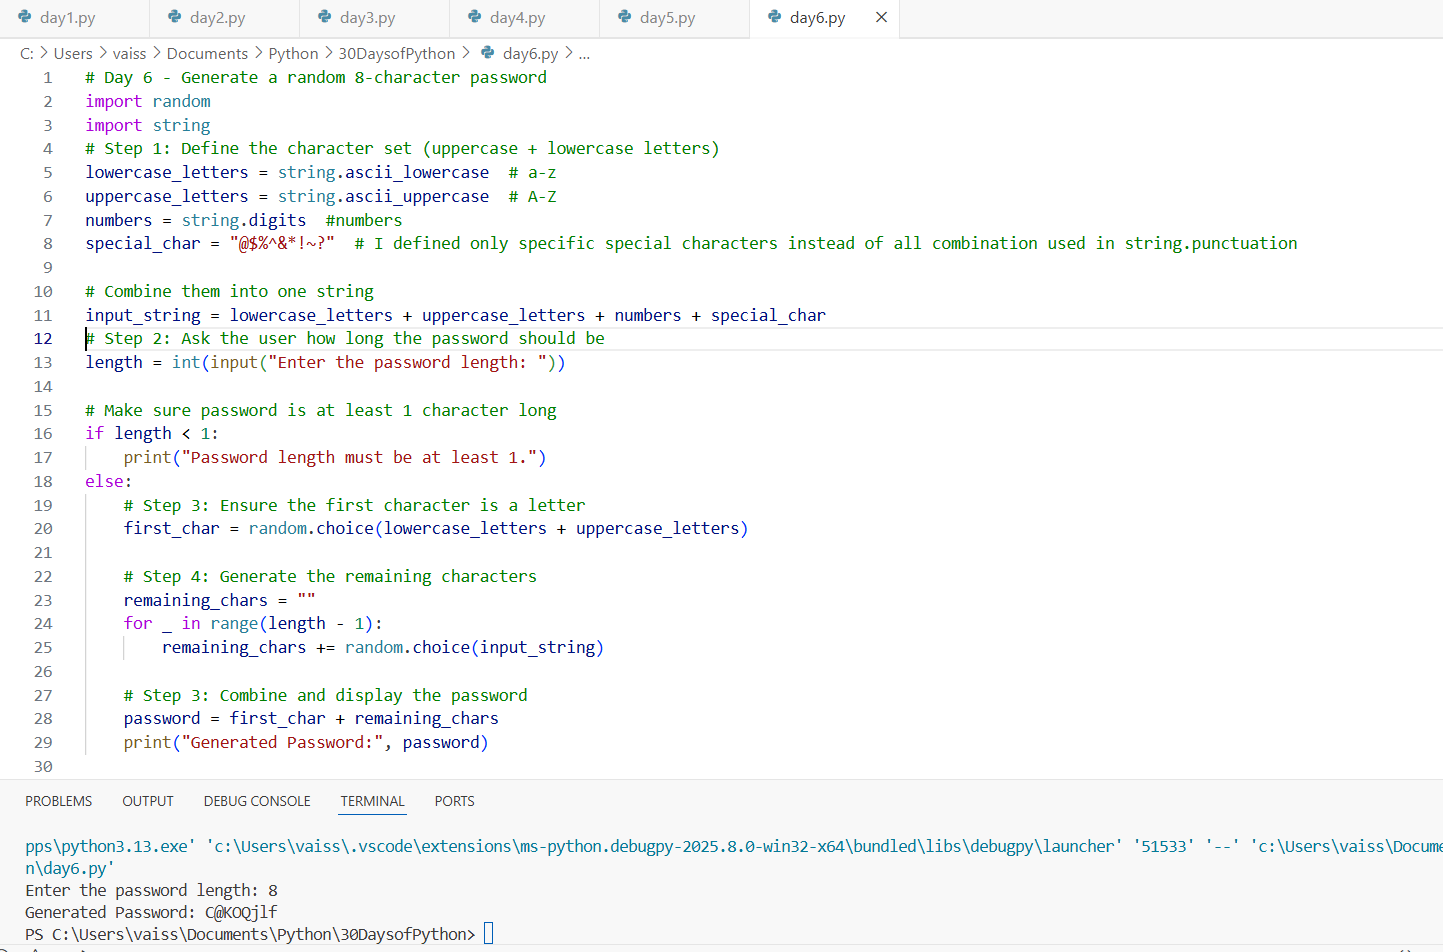 day1.py day2.py day3.py day4.py day5.py day6.py
C: > Users > vaiss > Documents > Python > 30DaysofPython > day6.py > ...
1 # Day 6 - Generate a random 8-character password
2 import random
3 import string
4 # Step 1: Define the character set (uppercase + lowercase letters)
5 lowercase_letters = string.ascii_lowercase  # a-z
6 uppercase_letters = string.ascii_uppercase  # A-Z
7 numbers = string.digits  #numbers
8 special_char = "@$%^&*!~?"  # I defined only specific special characters instead of all combination used in string.punctuation
9
10 # Combine them into one string
11 input_string = lowercase_letters + uppercase_letters + numbers + special_char
12 # Step 2: Ask the user how long the password should be
13 length = int(input("Enter the password length: "))
14
15 # Make sure password is at least 1 character long
16 if length < 1:
17     print("Password length must be at least 1.")
18 else:
19     # Step 3: Ensure the first character is a letter
20     first_char = random.choice(lowercase_letters + uppercase_letters)
21
22     # Step 4: Generate the remaining characters
23     remaining_chars = ""
24     for _ in range(length - 1):
25         remaining_chars += random.choice(input_string)
26
27     # Step 3: Combine and display the password
28     password = first_char + remaining_chars
29     print("Generated Password:", password)
30
PROBLEMS OUTPUT DEBUG CONSOLE TERMINAL PORTS
pps\python3.13.exe' 'c:\Users\vaiss\.vscode\extensions\ms-python.debugpy-2025.8.0-win32-x64\bundled\libs\debugpy\launcher' '51533' '--' 'c:\Users\vaiss\Docume
n\day6.py'
Enter the password length: 8
Generated Password: C@KOQjlf
PS C:\Users\vaiss\Documents\Python\30DaysofPython>